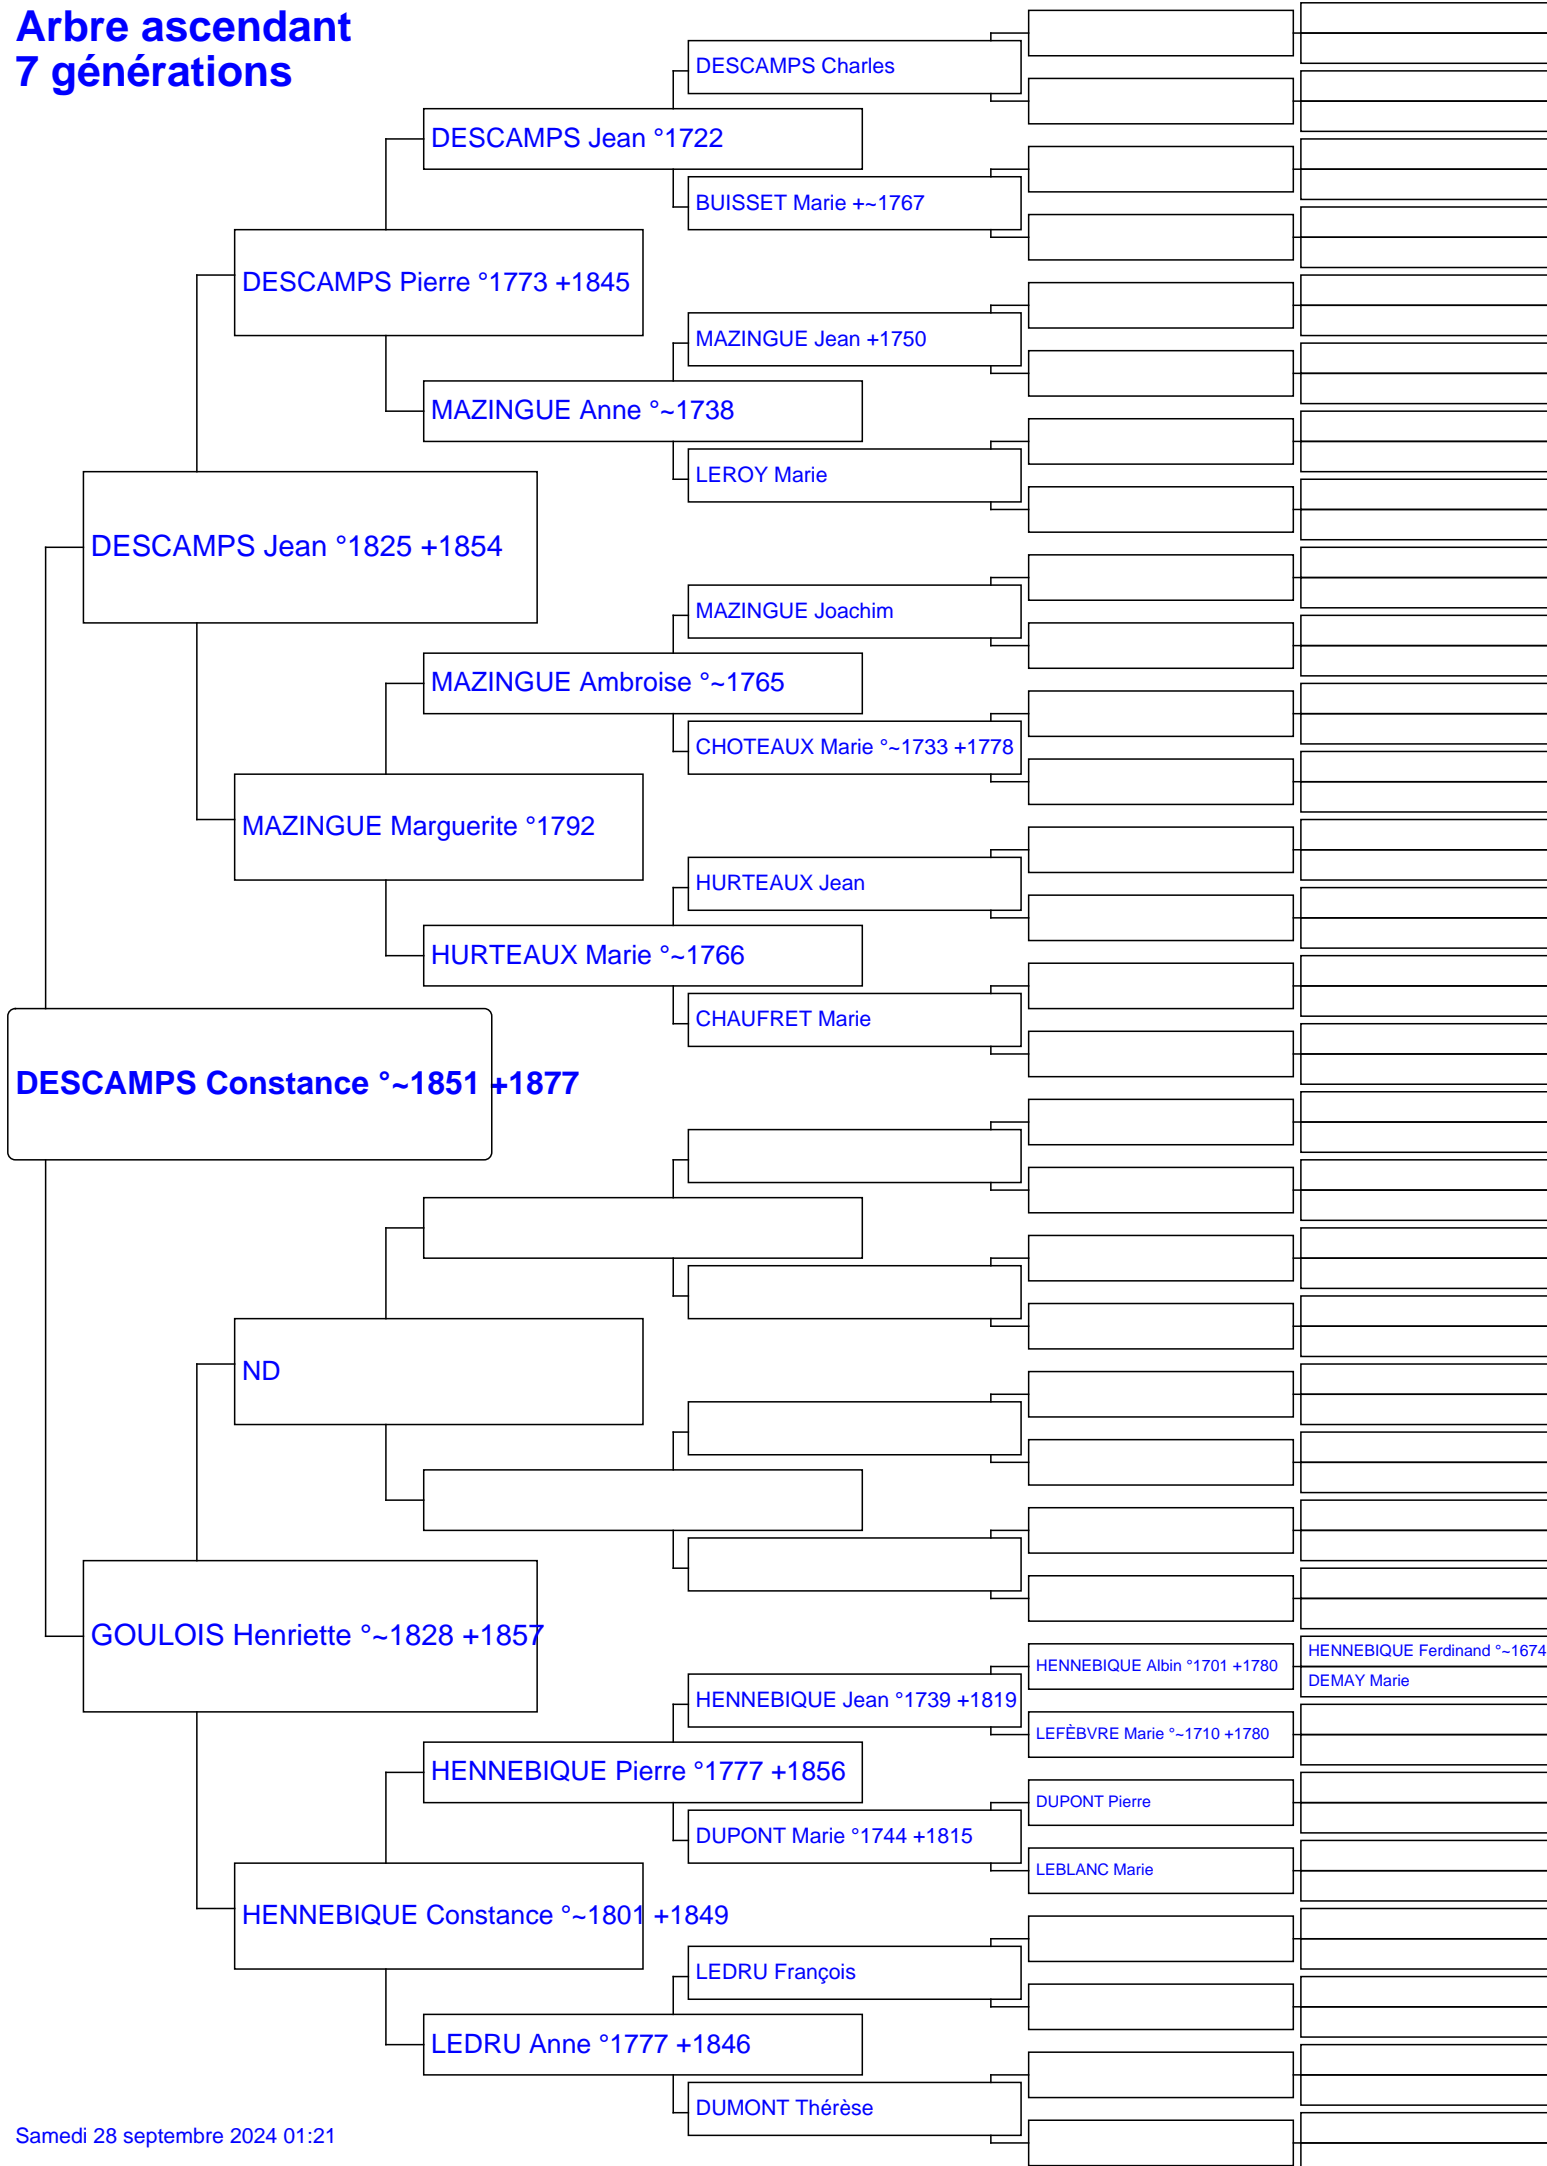 Arbre ascendant
7 générations
DESCAMPS Charles
DESCAMPS Jean °1722
BUISSET Marie +~1767
DESCAMPS Pierre °1773 +1845
MAZINGUE Jean +1750
MAZINGUE Anne °~1738
LEROY Marie
DESCAMPS Jean °1825 +1854
MAZINGUE Joachim
MAZINGUE Ambroise °~1765
CHOTEAUX Marie °~1733 +1778
MAZINGUE Marguerite °1792
HURTEAUX Jean
HURTEAUX Marie °~1766
CHAUFRET Marie
DESCAMPS Constance °~1851 +1877
ND
GOULOIS Henriette °~1828 +1857
HENNEBIQUE Ferdinand °~1674
HENNEBIQUE Albin °1701 +1780
DEMAY Marie
HENNEBIQUE Jean °1739 +1819
LEFÈBVRE Marie °~1710 +1780
HENNEBIQUE Pierre °1777 +1856
DUPONT Pierre
DUPONT Marie °1744 +1815
LEBLANC Marie
HENNEBIQUE Constance °~1801 +1849
LEDRU François
LEDRU Anne °1777 +1846
DUMONT Thérèse
Samedi 28 septembre 2024 01:21